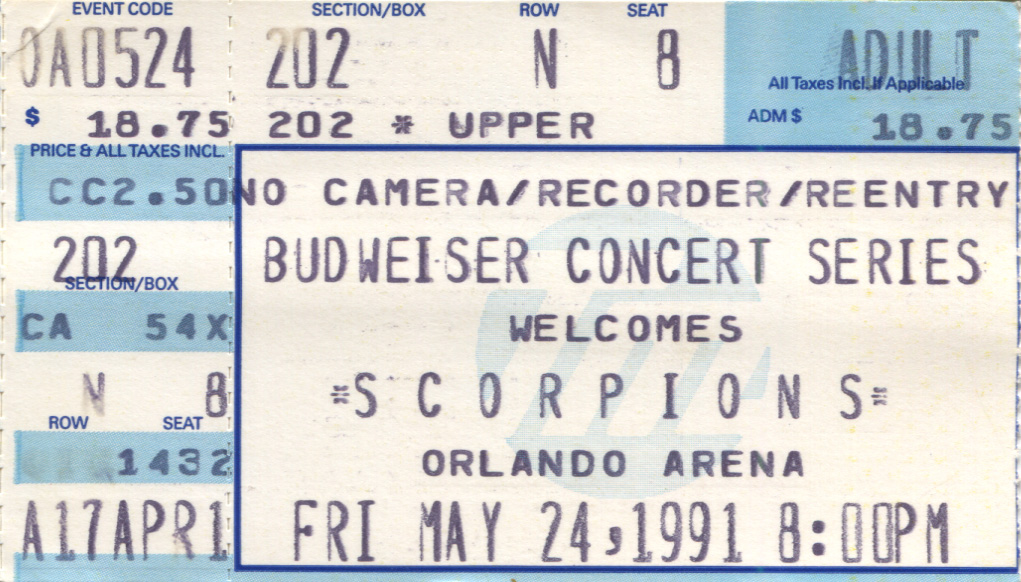 EVENT CODE SECTION/BOX ROW SEAT
OA0524 202 N 8 ADULT
All Taxes Incl. If Applicable
$ 18.75 202 * UPPER ADM $ 18.75
PRICE & ALL TAXES INCL.
CC2.50 NO CAMERA/RECORDER/REENTRY
202 BUDWEISER CONCERT SERIES
SECTION/BOX
CA 54X WELCOMES
N 8 *S C O R P I O N S*
ROW SEAT
1432 ORLANDO ARENA
A17APR1 FRI MAY 24,1991 8:00PM